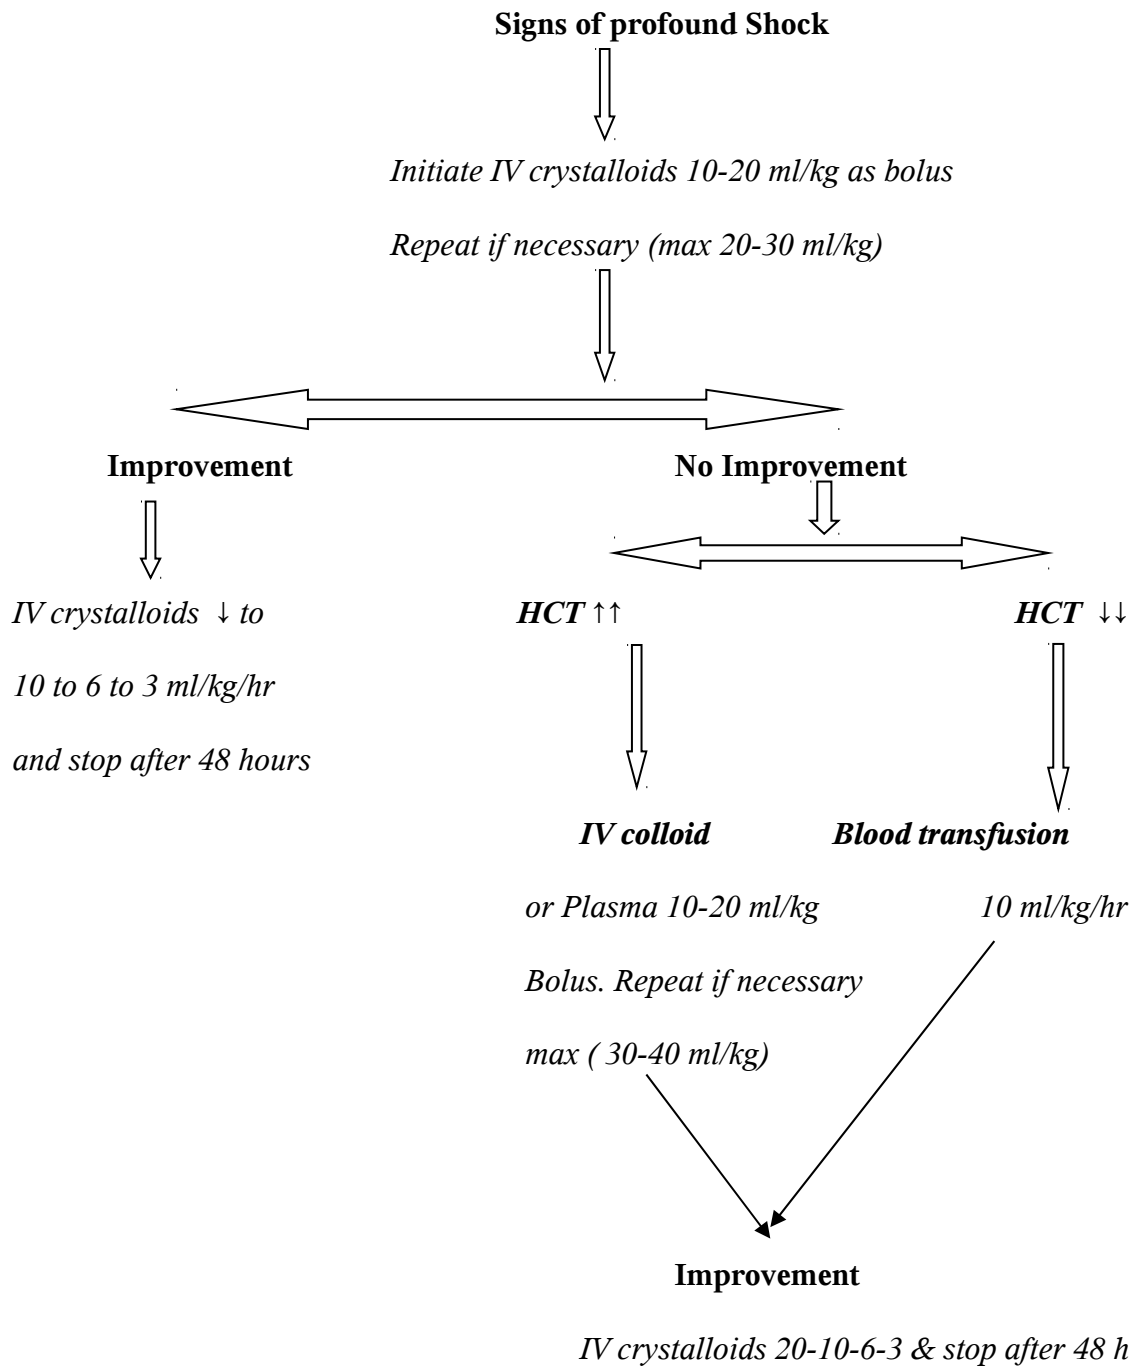 Signs of profound Shock
Initiate IV crystalloids 10-20 ml/kg as bolus
Repeat if necessary (max 20-30 ml/kg)
Improvement
No Improvement
IV crystalloids ↓ to
10 to 6 to 3 ml/kg/hr
and stop after 48 hours
HCT ↑↑
HCT ↓↓
IV colloid
or Plasma 10-20 ml/kg
Bolus. Repeat if necessary
max ( 30-40 ml/kg)
Blood transfusion
10 ml/kg/hr
Improvement
IV crystalloids 20-10-6-3 & stop after 48 h